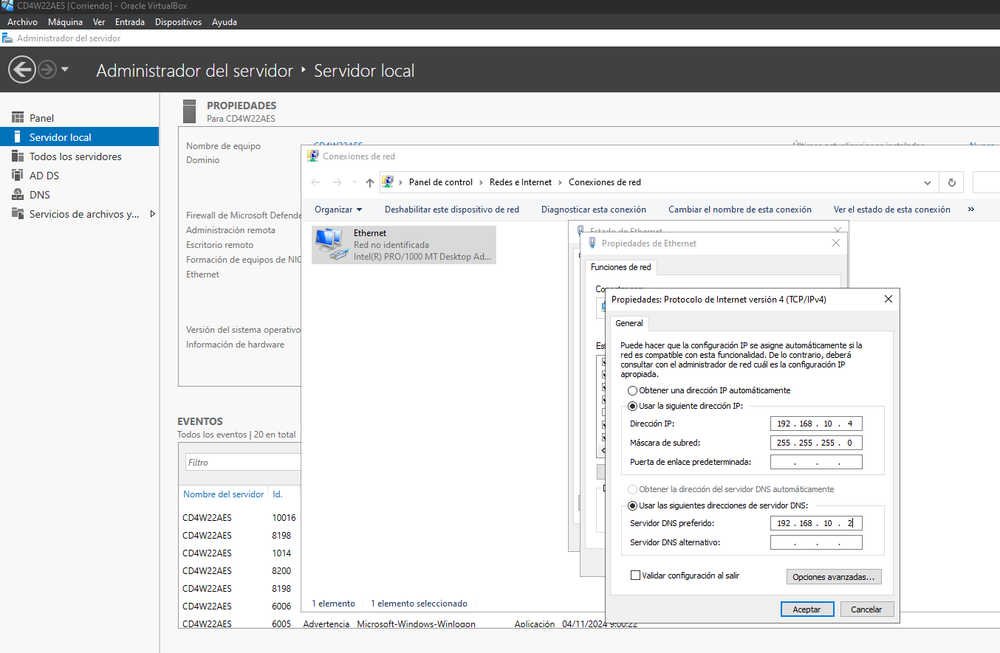 CD4W22AES [Corriendo] - Oracle VirtualBox
Archivo Máquina Ver Entrada Dispositivos Ayuda
Administrador del servidor
Administrador del servidor ‣ Servidor local
Panel
Servidor local
Todos los servidores
AD DS
DNS
Servicios de archivos y...
PROPIEDADES
Para CD4W22AES
Nombre de equipo
CD4W22AES
Últimas actualizaciones instaladas
Nunca
Dominio
Firewall de Microsoft Defende
Administración remota
Escritorio remoto
Formación de equipos de NIC
Ethernet
Versión del sistema operativo
Información de hardware
EVENTOS
Todos los eventos | 20 en total
Filtro
Nombre del servidor Id.
CD4W22AES 10016
CD4W22AES 8198
CD4W22AES 1014
CD4W22AES 8200
CD4W22AES 8198
CD4W22AES 6006
CD4W22AES 6005 Advertencia Microsoft-Windows-Winlogon Aplicación 04/11/2024 9:00:22
Conexiones de red
Panel de control › Redes e Internet › Conexiones de red
Organizar Deshabilitar este dispositivo de red Diagnosticar esta conexión Cambiar el nombre de esta conexión Ver el estado de esta conexión »
Ethernet
Red no identificada
Intel(R) PRO/1000 MT Desktop Ad...
1 elemento 1 elemento seleccionado
Estado de Ethernet
Propiedades de Ethernet
Funciones de red
Propiedades: Protocolo de Internet versión 4 (TCP/IPv4)
General
Puede hacer que la configuración IP se asigne automáticamente si la
red es compatible con esta funcionalidad. De lo contrario, deberá
consultar con el administrador de red cuál es la configuración IP
apropiada.
Obtener una dirección IP automáticamente
Usar la siguiente dirección IP:
Dirección IP: 192 . 168 . 10 . 4
Máscara de subred: 255 . 255 . 255 . 0
Puerta de enlace predeterminada: . . .
Obtener la dirección del servidor DNS automáticamente
Usar las siguientes direcciones de servidor DNS:
Servidor DNS preferido: 192 . 168 . 10 . 2
Servidor DNS alternativo: . . .
Validar configuración al salir
Opciones avanzadas...
Aceptar Cancelar